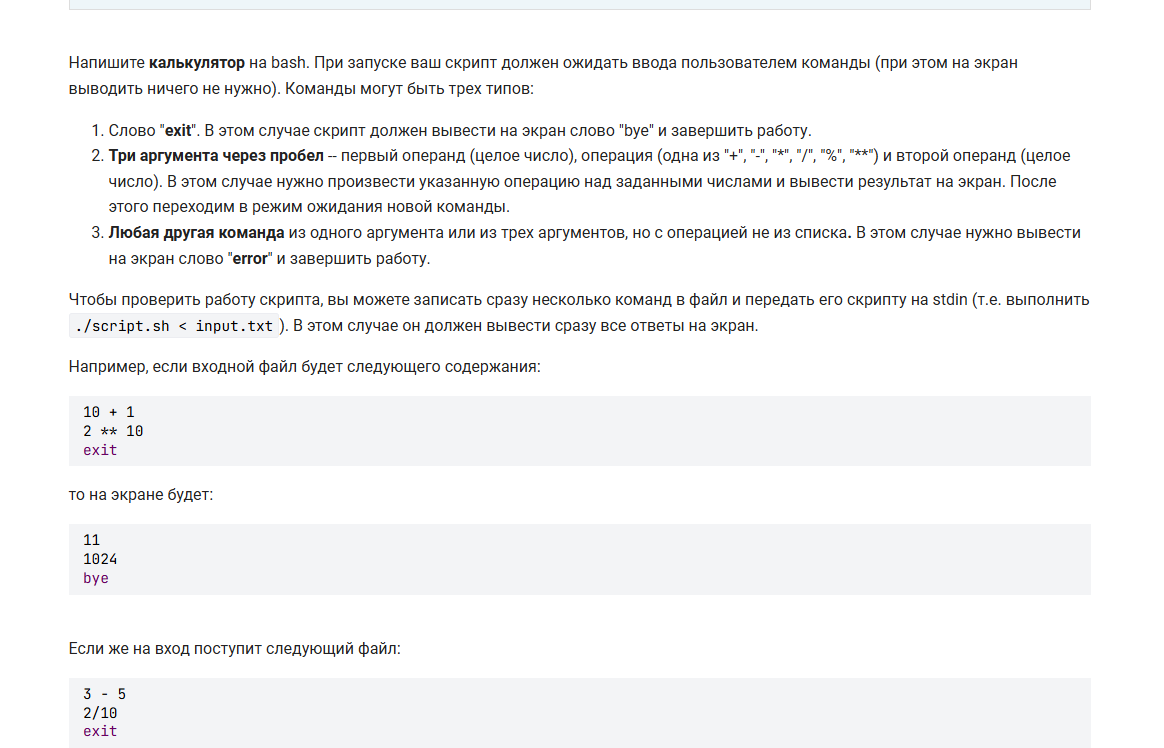 Напишите калькулятор на bash. При запуске ваш скрипт должен ожидать ввода пользователем команды (при этом на экран
выводить ничего не нужно). Команды могут быть трех типов:
1. Слово "exit". В этом случае скрипт должен вывести на экран слово "bye" и завершить работу.
2. Три аргумента через пробел -- первый операнд (целое число), операция (одна из "+", "-", "*", "/", "%", "**") и второй операнд (целое
число). В этом случае нужно произвести указанную операцию над заданными числами и вывести результат на экран. После
этого переходим в режим ожидания новой команды.
3. Любая другая команда из одного аргумента или из трех аргументов, но с операцией не из списка. В этом случае нужно вывести
на экран слово "error" и завершить работу.
Чтобы проверить работу скрипта, вы можете записать сразу несколько команд в файл и передать его скрипту на stdin (т.е. выполнить
./script.sh < input.txt). В этом случае он должен вывести сразу все ответы на экран.
Например, если входной файл будет следующего содержания:
10 + 1
2 ** 10
exit
то на экране будет:
11
1024
bye
Если же на вход поступит следующий файл:
3 - 5
2/10
exit